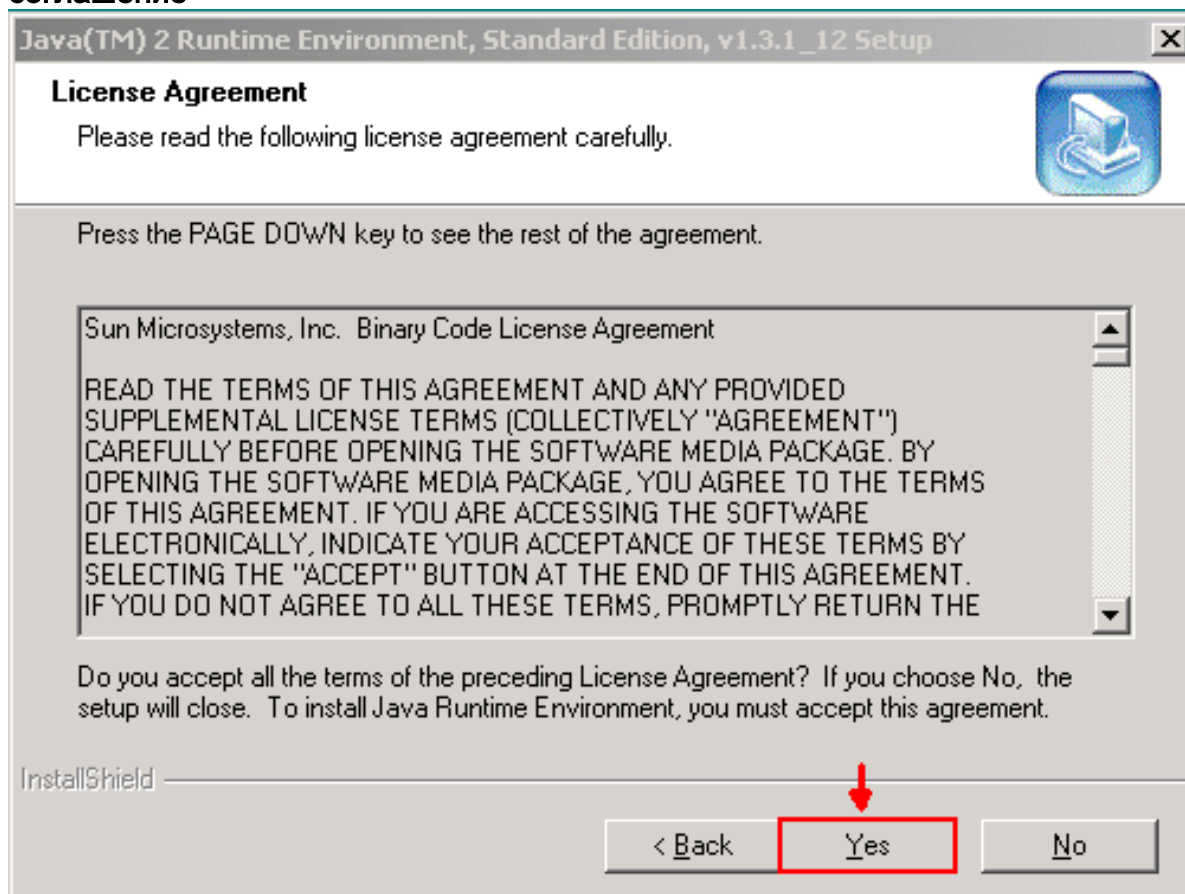 соглашение
Java(TM) 2 Runtime Environment, Standard Edition, v1.3.1_12 Setup
License Agreement
Please read the following license agreement carefully.
Press the PAGE DOWN key to see the rest of the agreement.
Sun Microsystems, Inc.  Binary Code License Agreement
READ THE TERMS OF THIS AGREEMENT AND ANY PROVIDED
SUPPLEMENTAL LICENSE TERMS (COLLECTIVELY "AGREEMENT")
CAREFULLY BEFORE OPENING THE SOFTWARE MEDIA PACKAGE. BY
OPENING THE SOFTWARE MEDIA PACKAGE, YOU AGREE TO THE TERMS
OF THIS AGREEMENT. IF YOU ARE ACCESSING THE SOFTWARE
ELECTRONICALLY, INDICATE YOUR ACCEPTANCE OF THESE TERMS BY
SELECTING THE "ACCEPT" BUTTON AT THE END OF THIS AGREEMENT.
IF YOU DO NOT AGREE TO ALL THESE TERMS, PROMPTLY RETURN THE
Do you accept all the terms of the preceding License Agreement?  If you choose No,  the
setup will close.  To install Java Runtime Environment, you must accept this agreement.
InstallShield
< Back Yes No